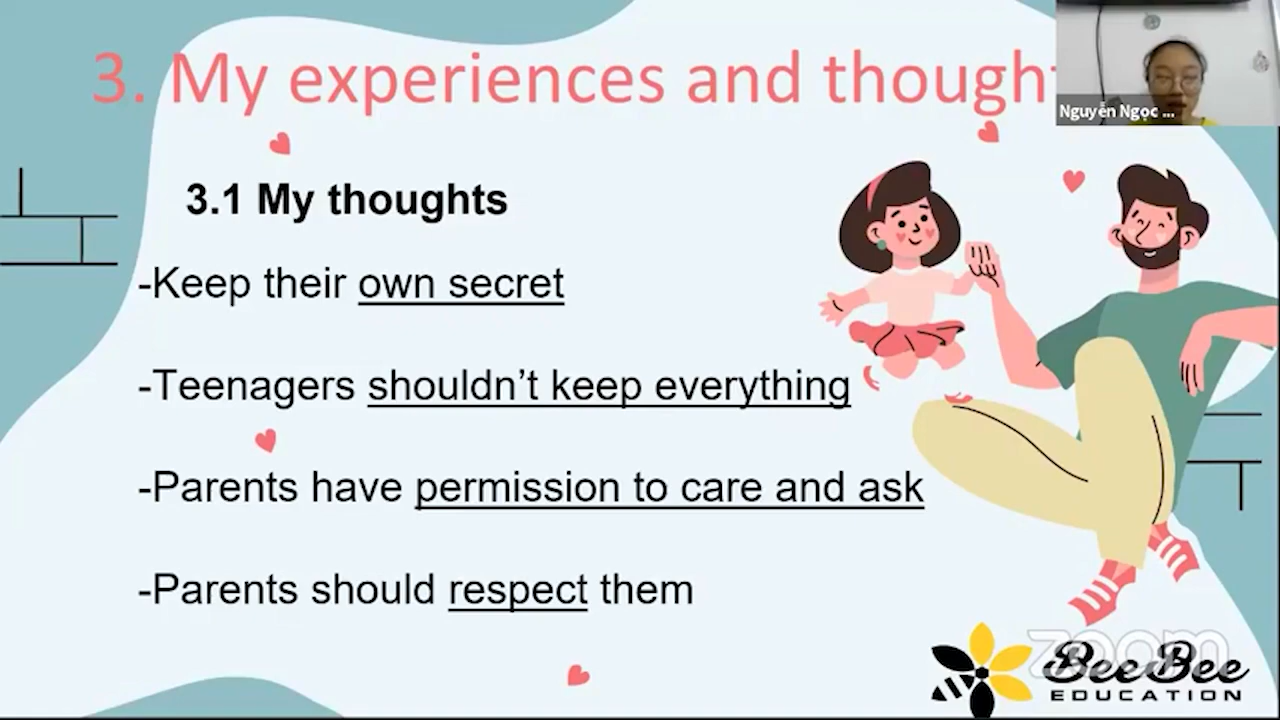 3. My experiences and though
Nguyễn Ngọc ...
3.1 My thoughts
-Keep their own secret
-Teenagers shouldn't keep everything
-Parents have permission to care and ask
-Parents should respect them
zoom
BeeBee
EDUCATION